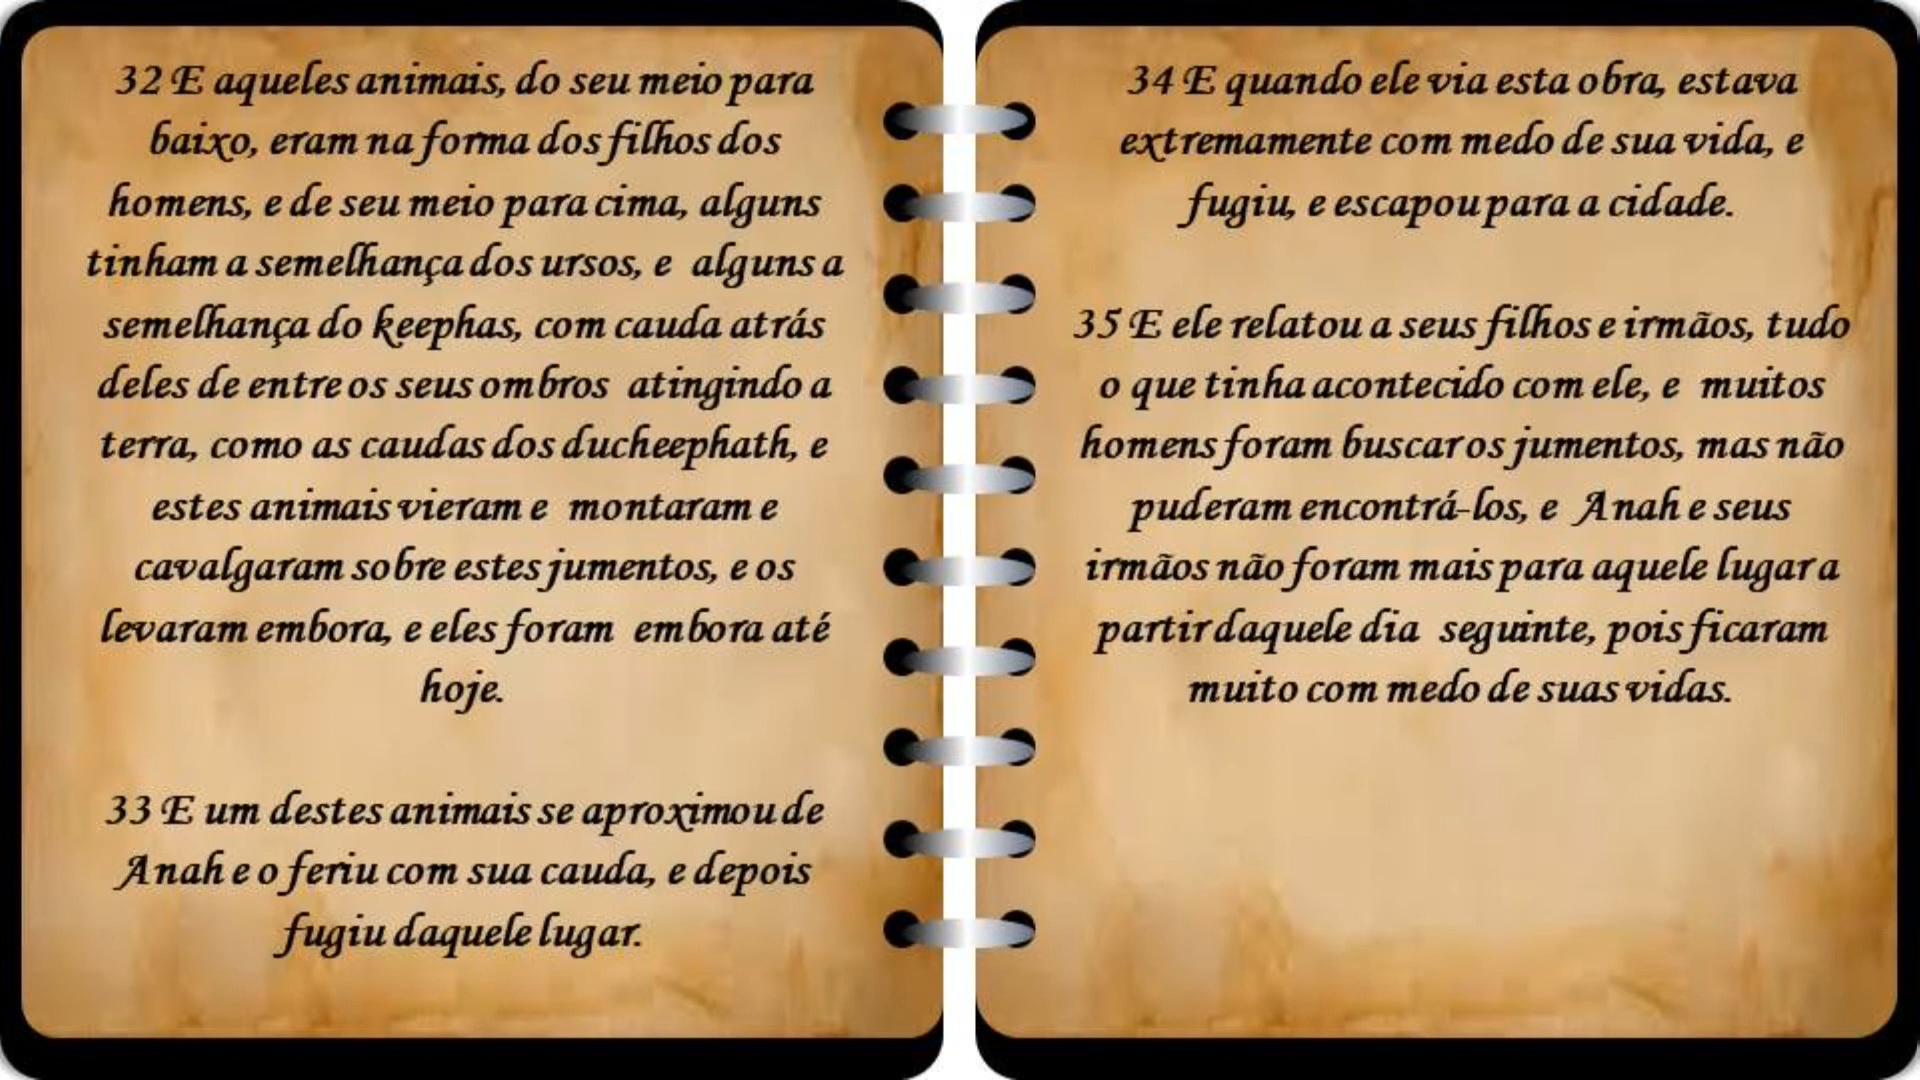 32 E aqueles animais, do seu meio para
baixo, eram na forma dos filhos dos
homens, e de seu meio para cima, alguns
tinham a semelhança dos ursos, e alguns a
semelhança do keephas, com cauda atrás
deles de entre os seus ombros atingindo a
terra, como as caudas dos ducheephath, e
estes animais vieram e montaram e
cavalgaram sobre estes jumentos, e os
levaram embora, e eles foram embora até
hoje.
33 E um destes animais se aproximou de
Anah e o feriu com sua cauda, e depois
fugiu daquele lugar.
34 E quando ele via esta obra, estava
extremamente com medo de sua vida, e
fugiu, e escapou para a cidade.
35 E ele relatou a seus filhos e irmãos, tudo
o que tinha acontecido com ele, e muitos
homens foram buscar os jumentos, mas não
puderam encontrá-los, e Anah e seus
irmãos não foram mais para aquele lugar a
partir daquele dia seguinte, pois ficaram
muito com medo de suas vidas.